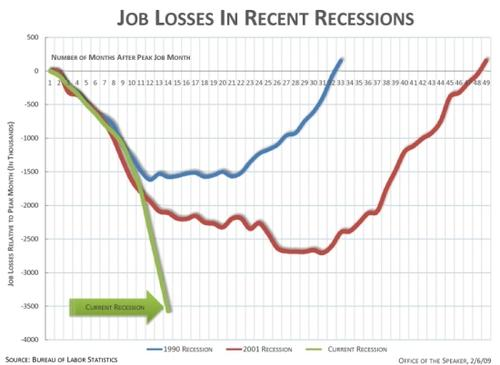 JOB LOSSES IN RECENT RECESSIONS
500
NUMBER OF MONTHS AFTER PEAK JOB MONTH
0
1 2 3 4 5 6 7 8 9 10 11 12 13 14 15 16 17 18 19 20 21 22 23 24 25 26 27 28 29 30 31 32 33 34 35 36 37 38 39 40 41 42 43 44 45 46 47 48 49
-500
-1000
-1500
-2000
-2500
-3000
-3500
-4000
JOB LOSSES RELATIVE TO PEAK MONTH (IN THOUSANDS)
CURRENT RECESSION
1990 RECESSION 2001 RECESSION CURRENT RECESSION
SOURCE: BUREAU OF LABOR STATISTICS
OFFICE OF THE SPEAKER, 2/6/09